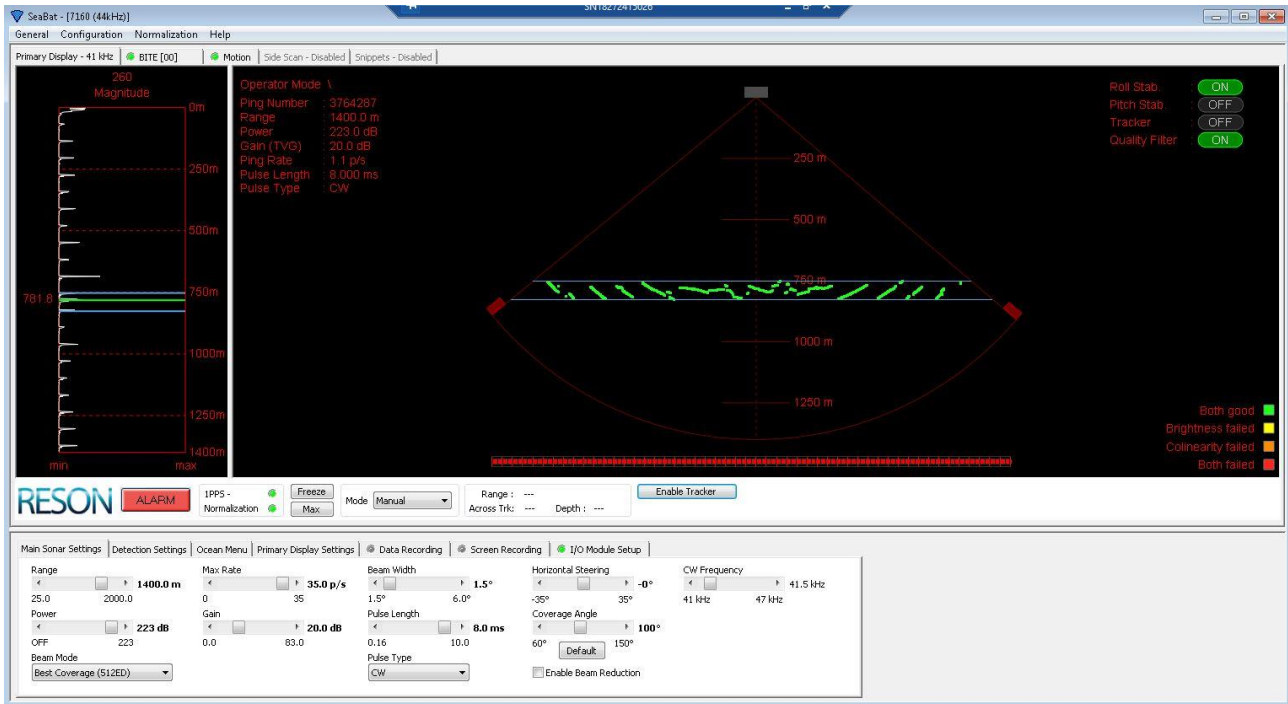 SN18272415026
SeaBat - [7160 (44kHz)]
General Configuration Normalization Help
Primary Display - 41 kHz BITE [00] Motion Side Scan - Disabled Snippets - Disabled
260
Magnitude
0m
250m
500m
750m
781.8
1000m
1250m
1400m
min max
Operator Mode \
Ping Number : 3764287
Range : 1400.0 m
Power : 223.0 dB
Gain (TVG) : 20.0 dB
Ping Rate : 1.1 p/s
Pulse Length : 8.000 ms
Pulse Type : CW
250 m
500 m
750 m
1000 m
1250 m
Roll Stab. : ON
Pitch Stab. : OFF
Tracker : OFF
Quality Filter : ON
Both good
Brightness failed
Colinearity failed
Both failed
RESON
ALARM
1PPS -
Normalization
Freeze
Max
Mode Manual
Range : ---
Across Trk: --- Depth : ---
Enable Tracker
Main Sonar Settings Detection Settings Ocean Menu Primary Display Settings Data Recording Screen Recording I/O Module Setup
Range
1400.0 m
25.0 2000.0
Power
223 dB
OFF 223
Beam Mode
Best Coverage (512ED)
Max Rate
35.0 p/s
0 35
Gain
20.0 dB
0.0 83.0
Beam Width
1.5°
1.5° 6.0°
Pulse Length
8.0 ms
0.16 10.0
Pulse Type
CW
Horizontal Steering
-0°
-35° 35°
Coverage Angle
100°
60° Default 150°
Enable Beam Reduction
CW Frequency
41.5 kHz
41 kHz 47 kHz